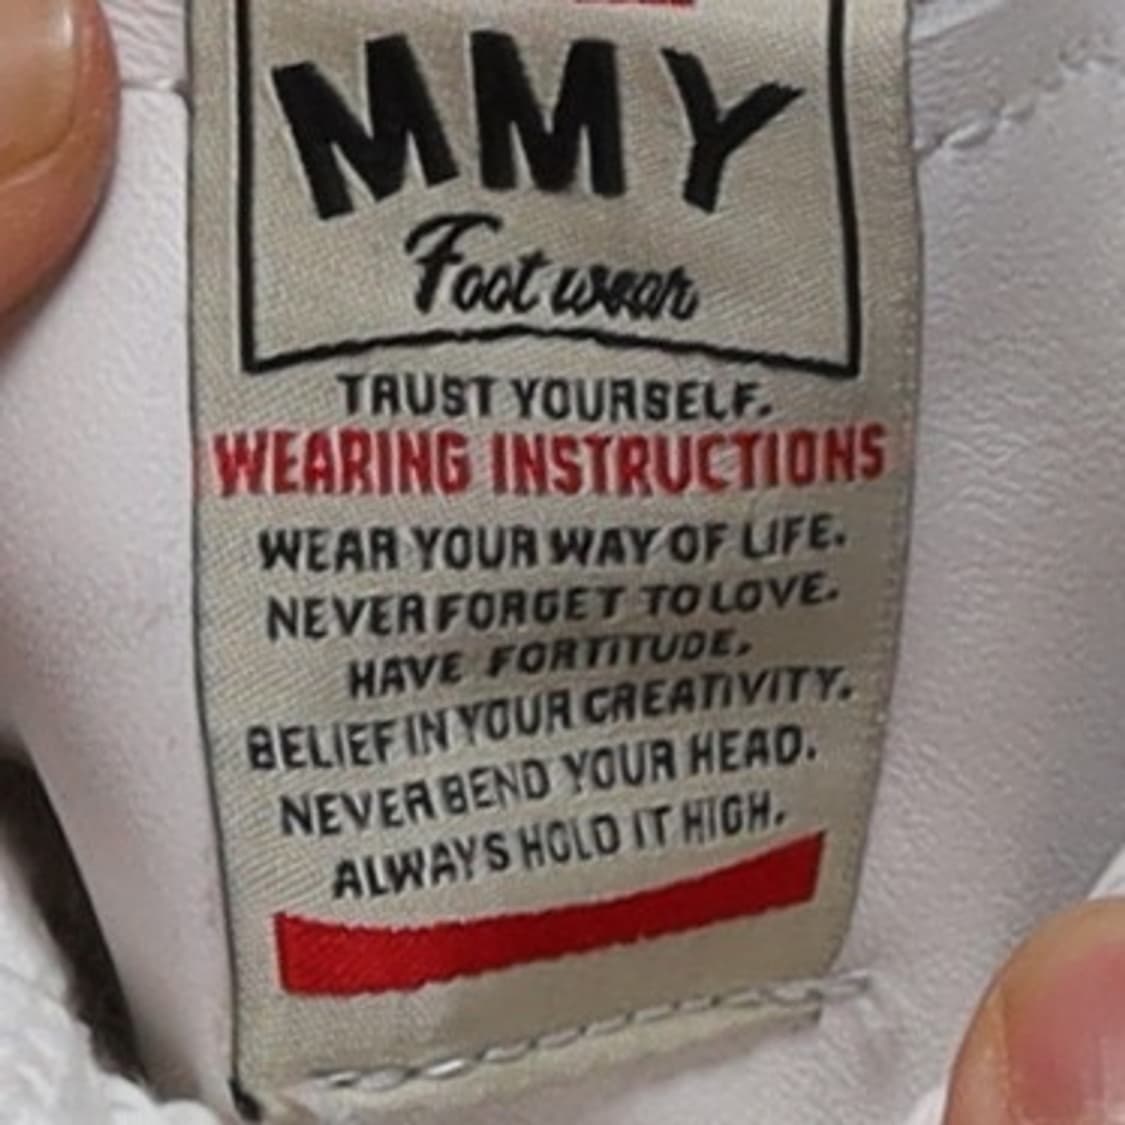 MMY
Foot wear
TRUST YOURSELF.
WEARING INSTRUCTIONS
WEAR YOUR WAY OF LIFE.
NEVER FORGET TO LOVE.
HAVE FORTITUDE.
BELIEF IN YOUR CREATIVITY.
NEVER BEND YOUR HEAD.
ALWAYS HOLD IT HIGH.